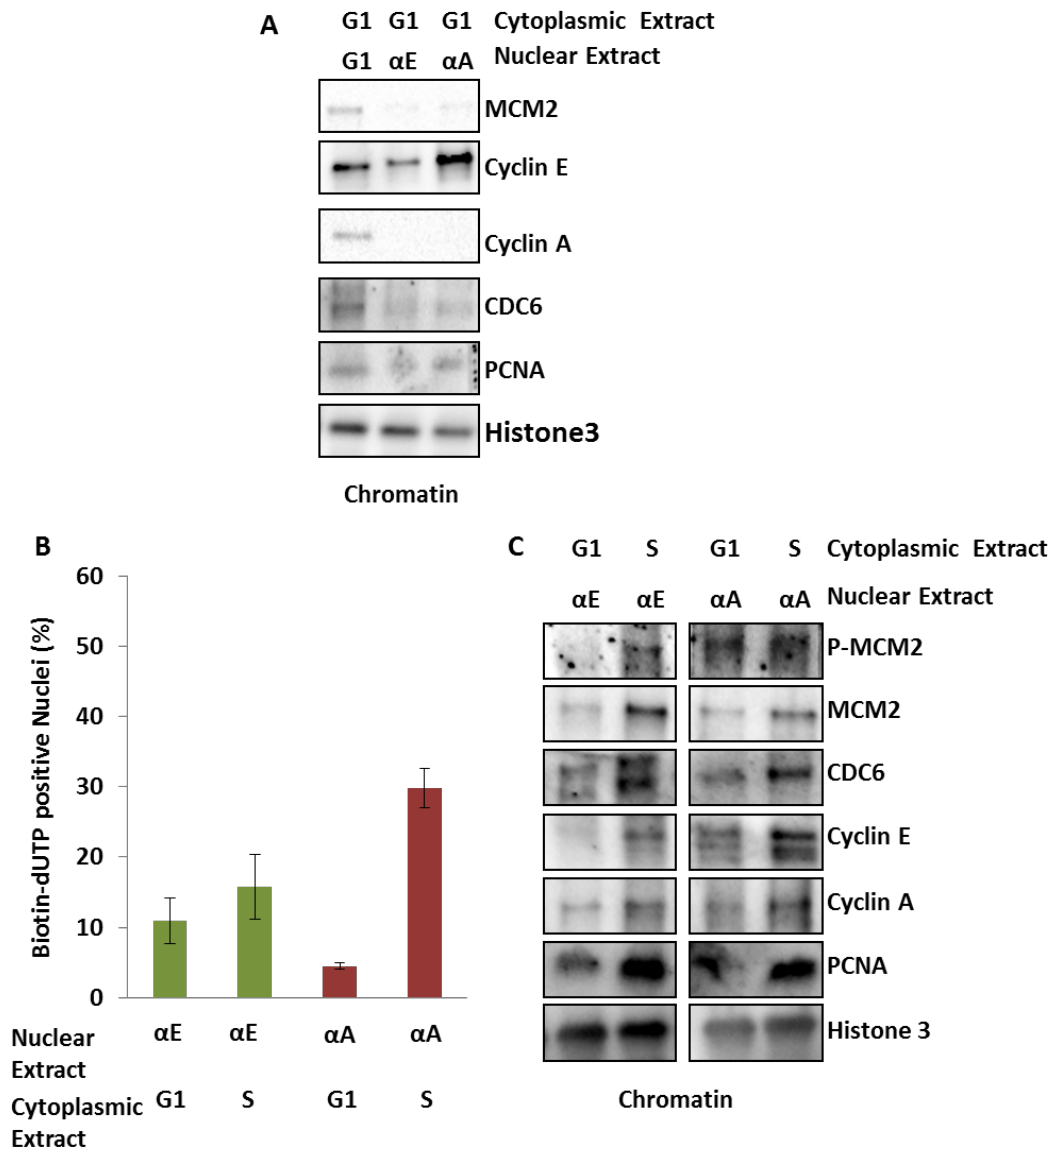 A
G1 G1 G1 Cytoplasmic Extract
G1 αE αA Nuclear Extract
MCM2
Cyclin E
Cyclin A
CDC6
PCNA
Histone3
Chromatin
B
60
50
40
30
20
10
0
Biotin-dUTP positive Nuclei (%)
Nuclear Extract αE αE αA αA
Cytoplasmic Extract G1 S G1 S
C
G1 S G1 S Cytoplasmic Extract
αE αE αA αA Nuclear Extract
P-MCM2
MCM2
CDC6
Cyclin E
Cyclin A
PCNA
Histone 3
Chromatin